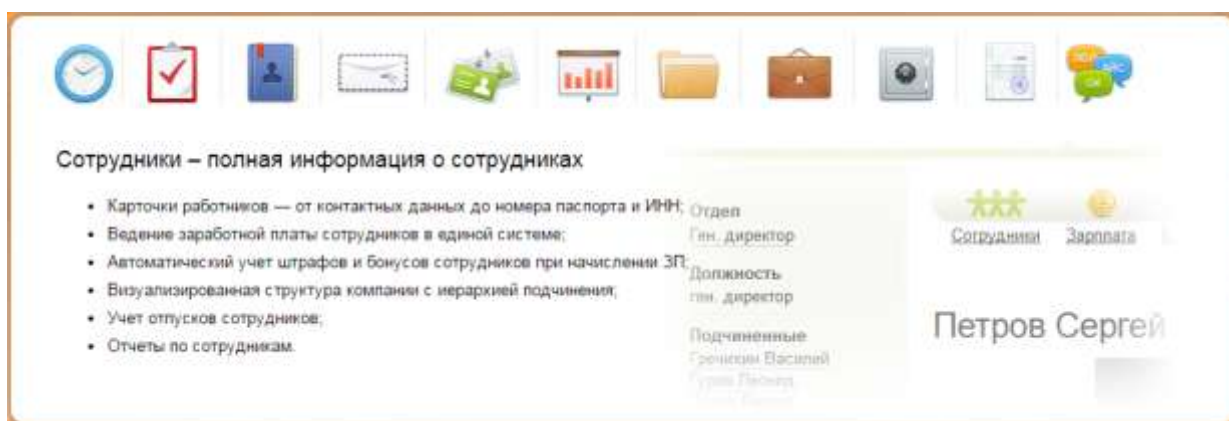 Сотрудники – полная информация о сотрудниках
• Карточки работников — от контактных данных до номера паспорта и ИНН;
• Ведение заработной платы сотрудников в единой системе;
• Автоматический учет штрафов и бонусов сотрудников при начислении ЗП;
• Визуализированная структура компании с иерархией подчинения;
• Учет отпусков сотрудников;
• Отчеты по сотрудникам.
Отдел
Ген. директор
Должность
ген. директор
Подчиненные
Василий
Сотрудники Зарплата
Петров Сергей